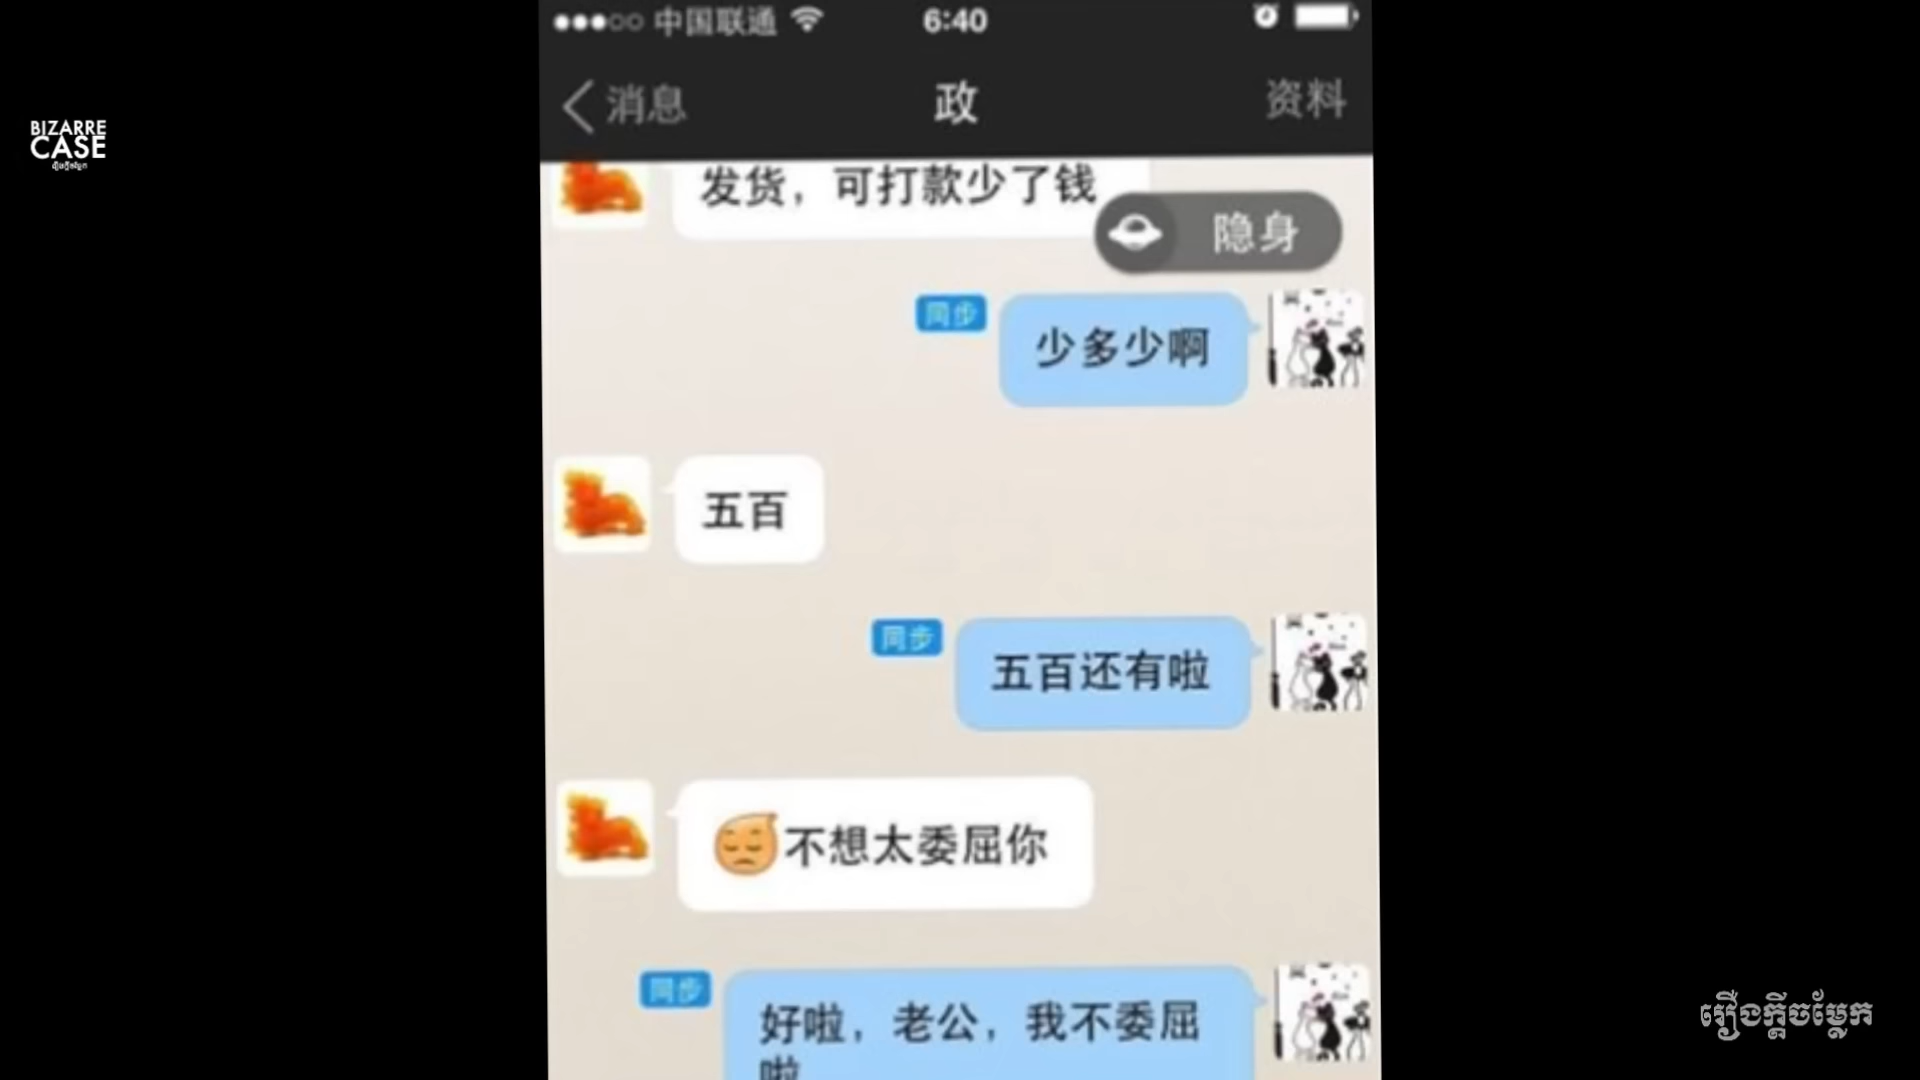 中国联通
6:40
消息
政
资料
BIZARRE
CASE
发货，可打款少了钱
隐身
同步
少多少啊
五百
同步
五百还有啦
不想太委屈你
同步
好啦，老公，我不委屈
啦
រឿងក្ដីចម្លែក